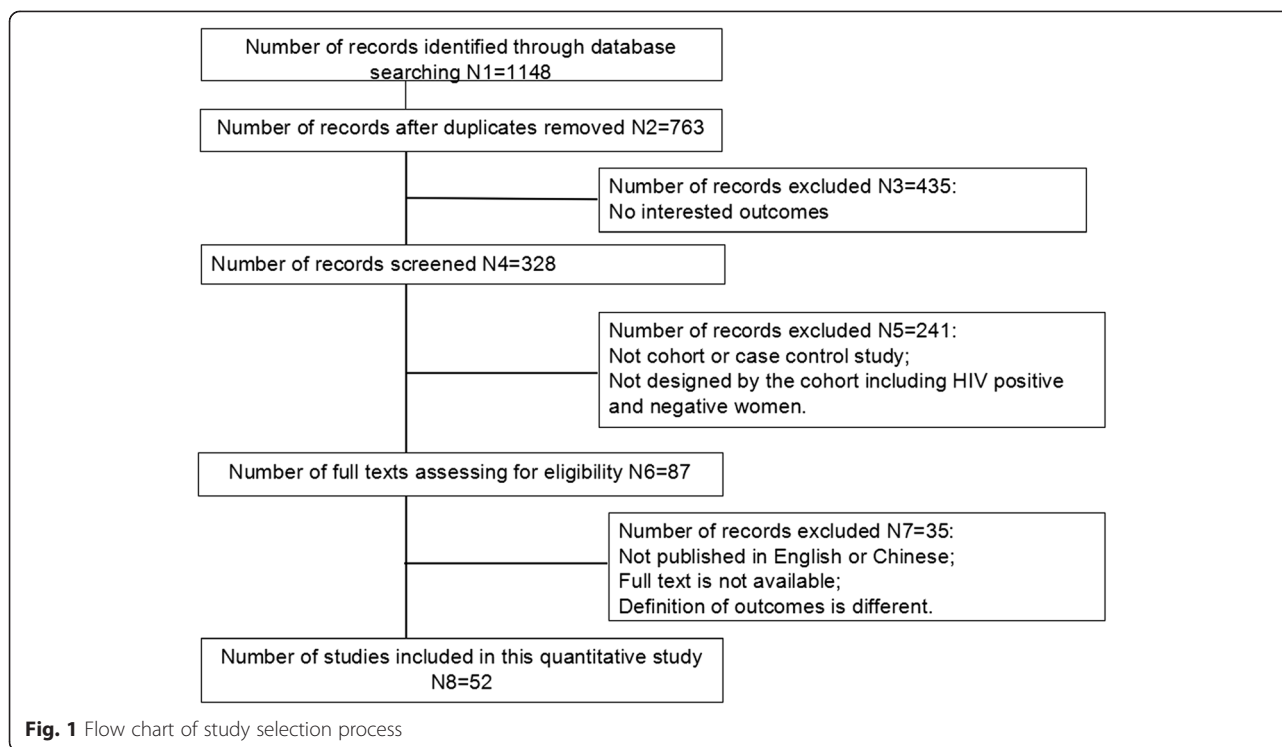 Number of records identified through database
searching N1=1148
Number of records after duplicates removed N2=763
Number of records excluded N3=435:
No interested outcomes
Number of records screened N4=328
Number of records excluded N5=241:
Not cohort or case control study;
Not designed by the cohort including HIV positive
and negative women.
Number of full texts assessing for eligibility N6=87
Number of records excluded N7=35:
Not published in English or Chinese;
Full text is not available;
Definition of outcomes is different.
Number of studies included in this quantitative study
N8=52
Fig. 1 Flow chart of study selection process